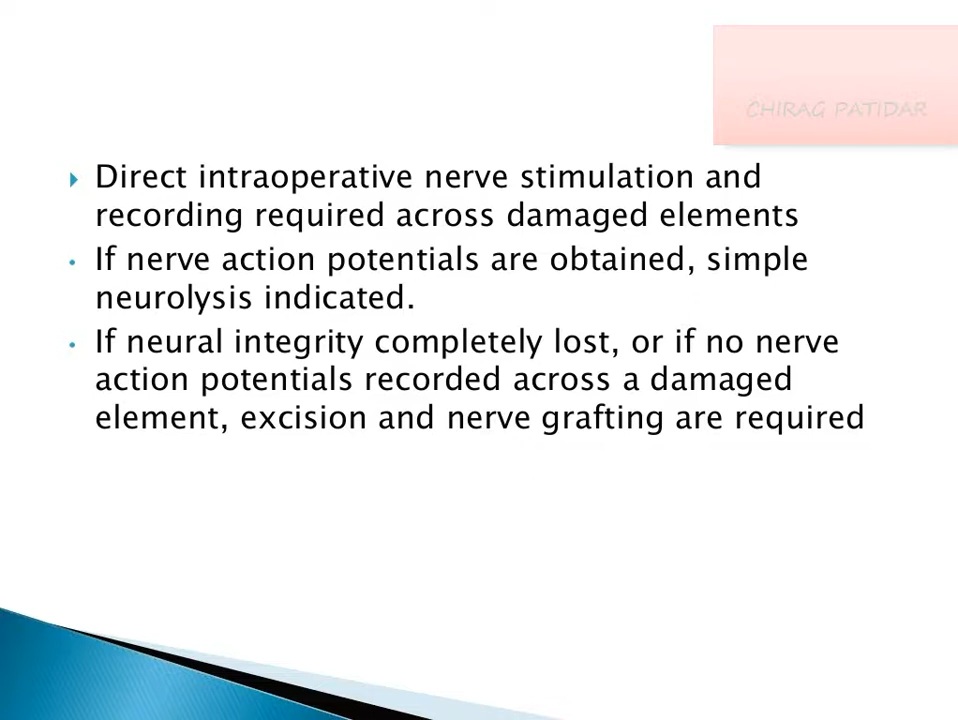 CHIRAG PATIDAR
Direct intraoperative nerve stimulation and
recording required across damaged elements
If nerve action potentials are obtained, simple
neurolysis indicated.
If neural integrity completely lost, or if no nerve
action potentials recorded across a damaged
element, excision and nerve grafting are required